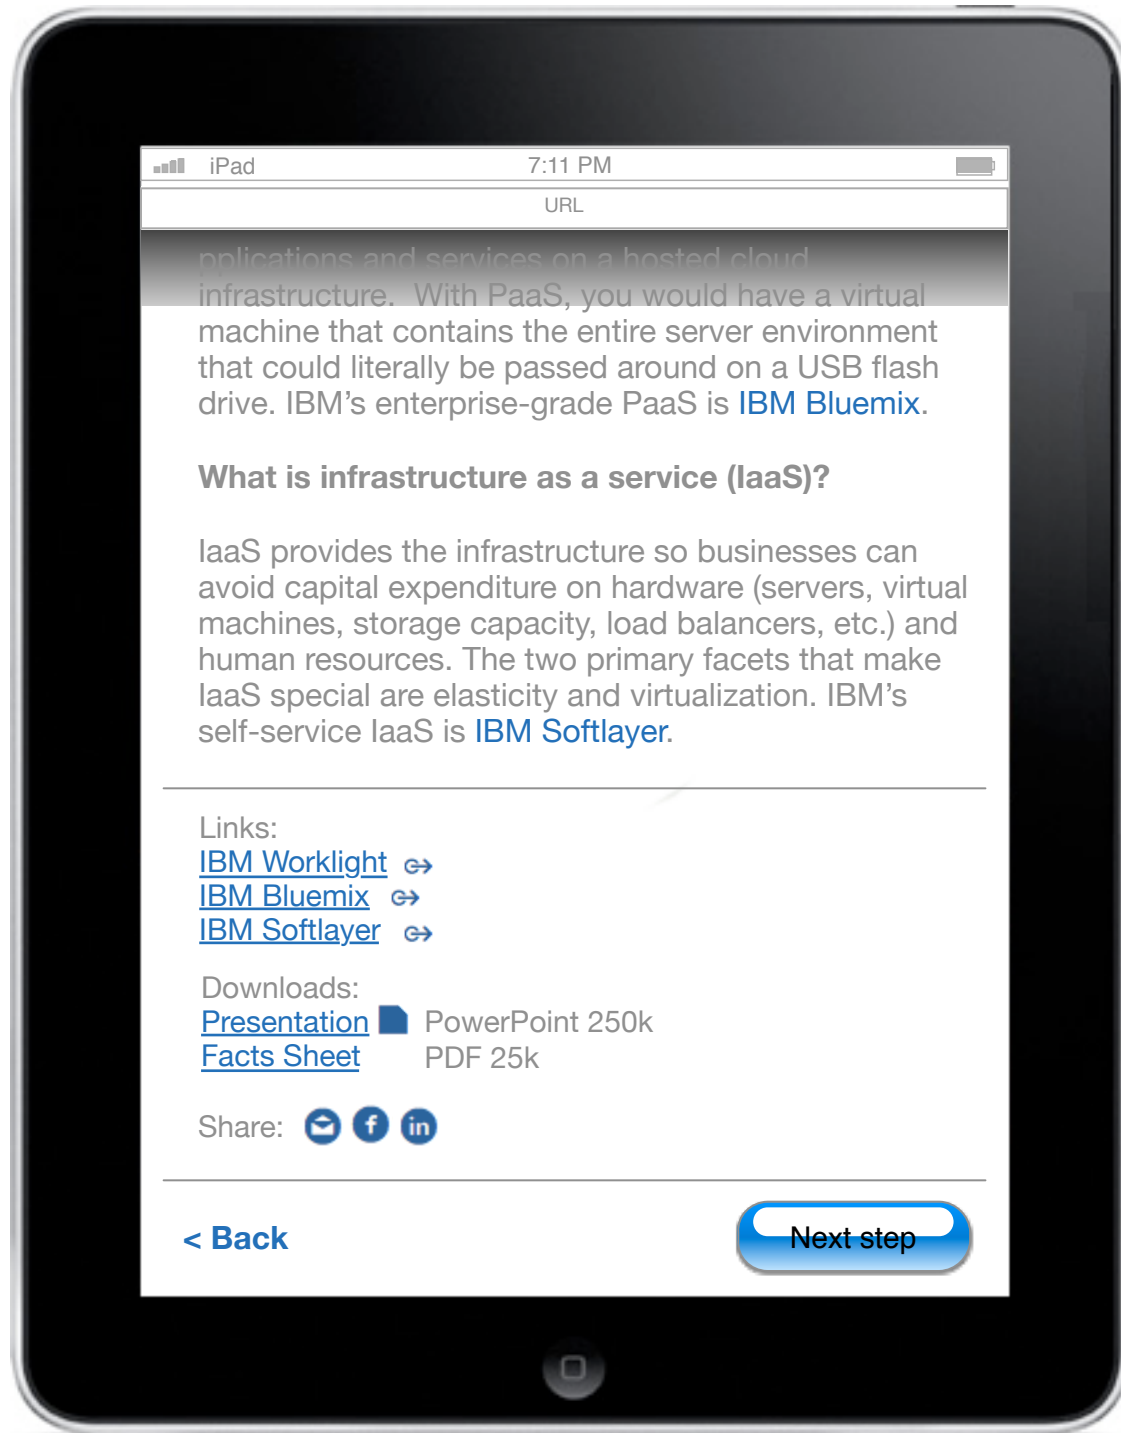 iPad 7:11 PM
URL
pplications and services on a hosted cloud
infrastructure.  With PaaS, you would have a virtual
machine that contains the entire server environment
that could literally be passed around on a USB flash
drive. IBM’s enterprise-grade PaaS is IBM Bluemix.
What is infrastructure as a service (IaaS)?
IaaS provides the infrastructure so businesses can
avoid capital expenditure on hardware (servers, virtual
machines, storage capacity, load balancers, etc.) and
human resources. The two primary facets that make
IaaS special are elasticity and virtualization. IBM’s
self-service IaaS is IBM Softlayer.
Links:
IBM Worklight
IBM Bluemix
IBM Softlayer
Downloads:
Presentation PowerPoint 250k
Facts Sheet PDF 25k
Share: f in
< Back Next step